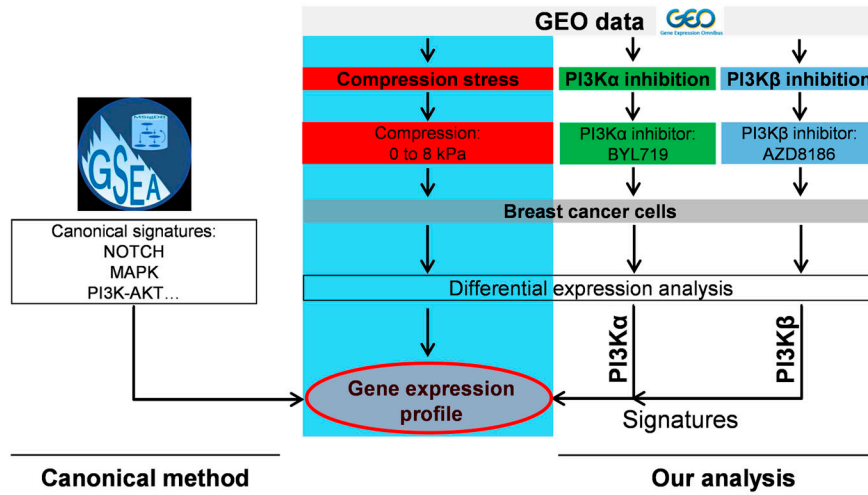 GEO data
GEO
Gene Expression Omnibus
Compression stress
PI3Kα inhibition
PI3Kβ inhibition
Compression:
0 to 8 kPa
PI3Kα inhibitor:
BYL719
PI3Kβ inhibitor:
AZD8186
MSigDB
GSEA
Breast cancer cells
Canonical signatures:
NOTCH
MAPK
PI3K-AKT…
Differential expression analysis
PI3Kα
PI3Kβ
Gene expression
profile
Signatures
Canonical method
Our analysis